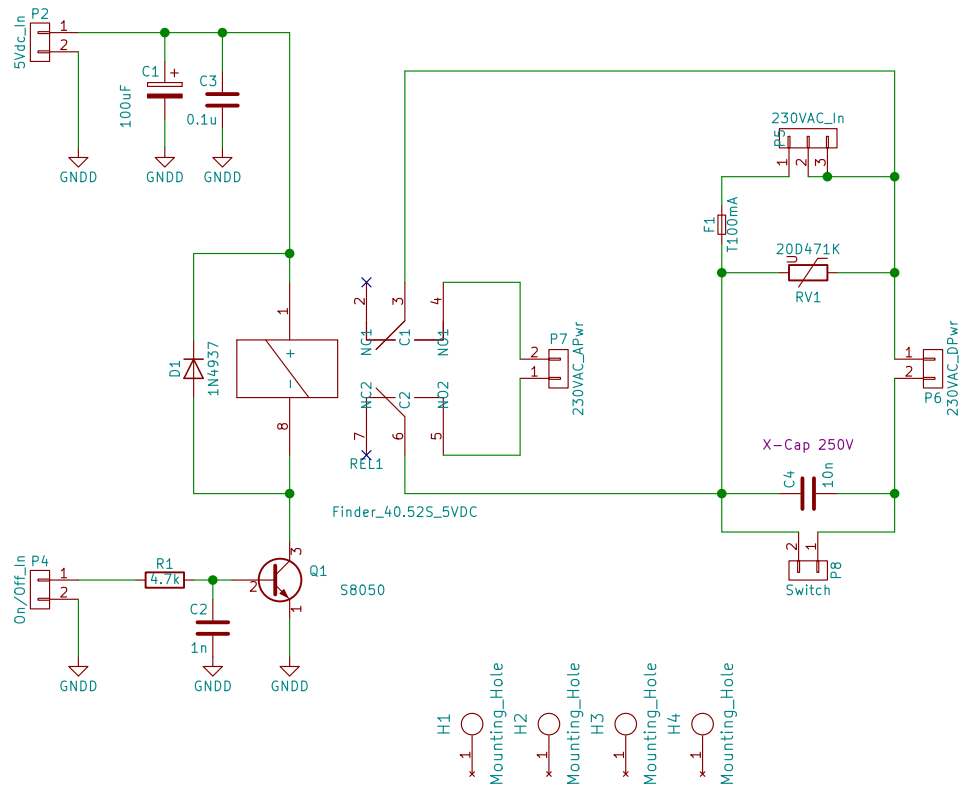 P2
5Vdc_In
1
2
C1
+
100uF
C3
0.1u
GNDD
GNDD
GNDD
230VAC_In
P5
1
2
3
F1
T100mA
20D471K
RV1
1
+
-
8
D1
1N4937
2
3
4
NC1
C1
NO1
NC2
C2
NO2
7
6
5
REL1
Finder_40.52S_5VDC
P7
2
1
230VAC_APwr
1
2
P6
230VAC_DPwr
X-Cap 250V
C4
10n
2
1
P8
Switch
P4
On/Off_In
1
2
R1
4.7k
C2
1n
2
3
1
Q1
S8050
GNDD
GNDD
GNDD
H1
1
Mounting_Hole
H2
1
Mounting_Hole
H3
1
Mounting_Hole
H4
1
Mounting_Hole